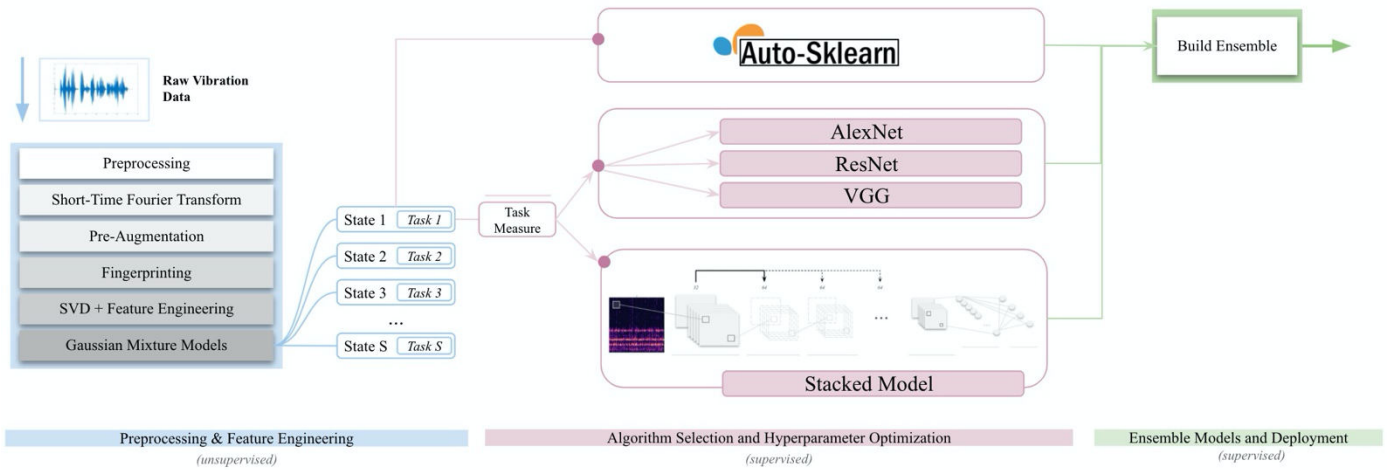 Raw Vibration
Data
Preprocessing
Short-Time Fourier Transform
Pre-Augmentation
Fingerprinting
SVD + Feature Engineering
Gaussian Mixture Models
State 1 Task 1
State 2 Task 2
State 3 Task 3
...
State S Task S
Task
Measure
Auto-Sklearn
AlexNet
ResNet
VGG
...
Stacked Model
Build Ensemble
Preprocessing & Feature Engineering
(unsupervised)
Algorithm Selection and Hyperparameter Optimization
(supervised)
Ensemble Models and Deployment
(supervised)